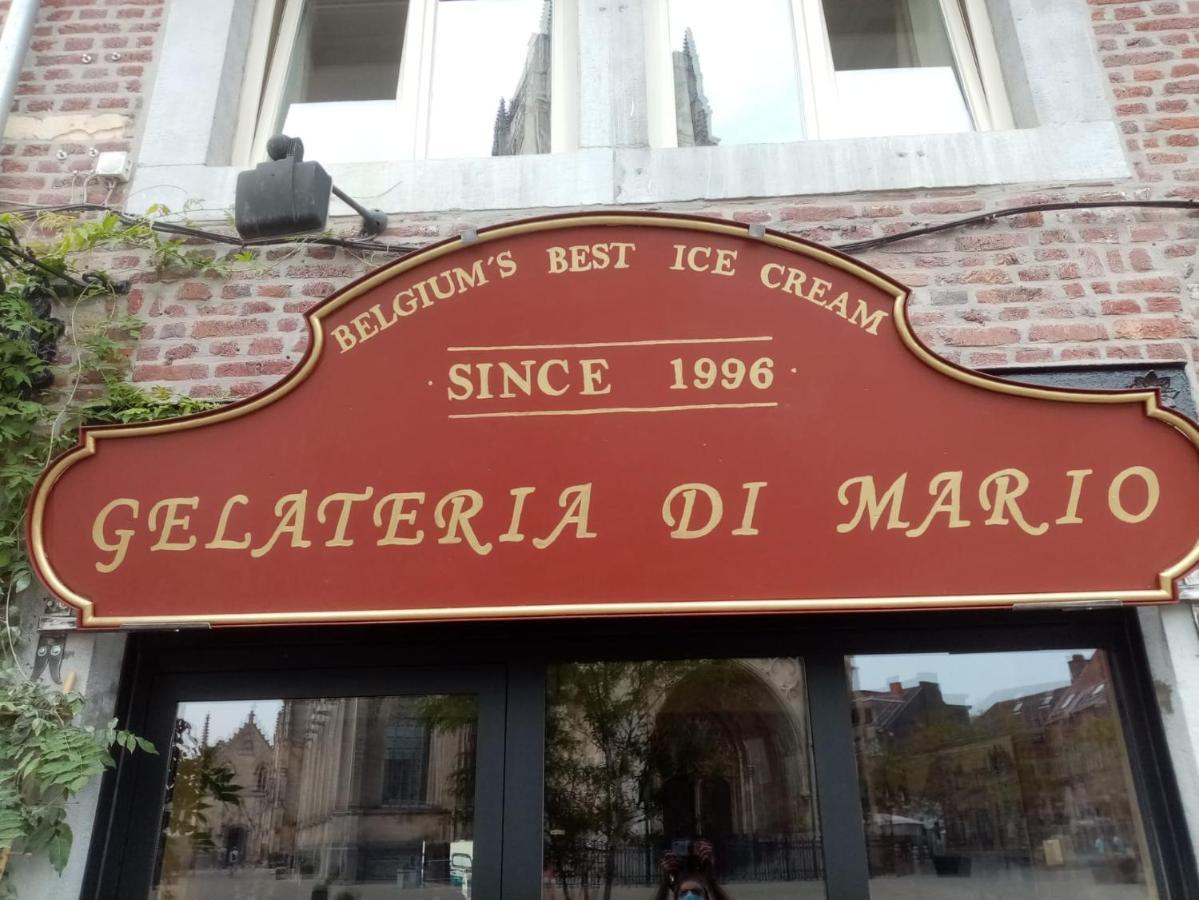 BELGIUM´S BEST ICE CREAM
· SINCE 1996 ·
GELATERIA DI MARIO